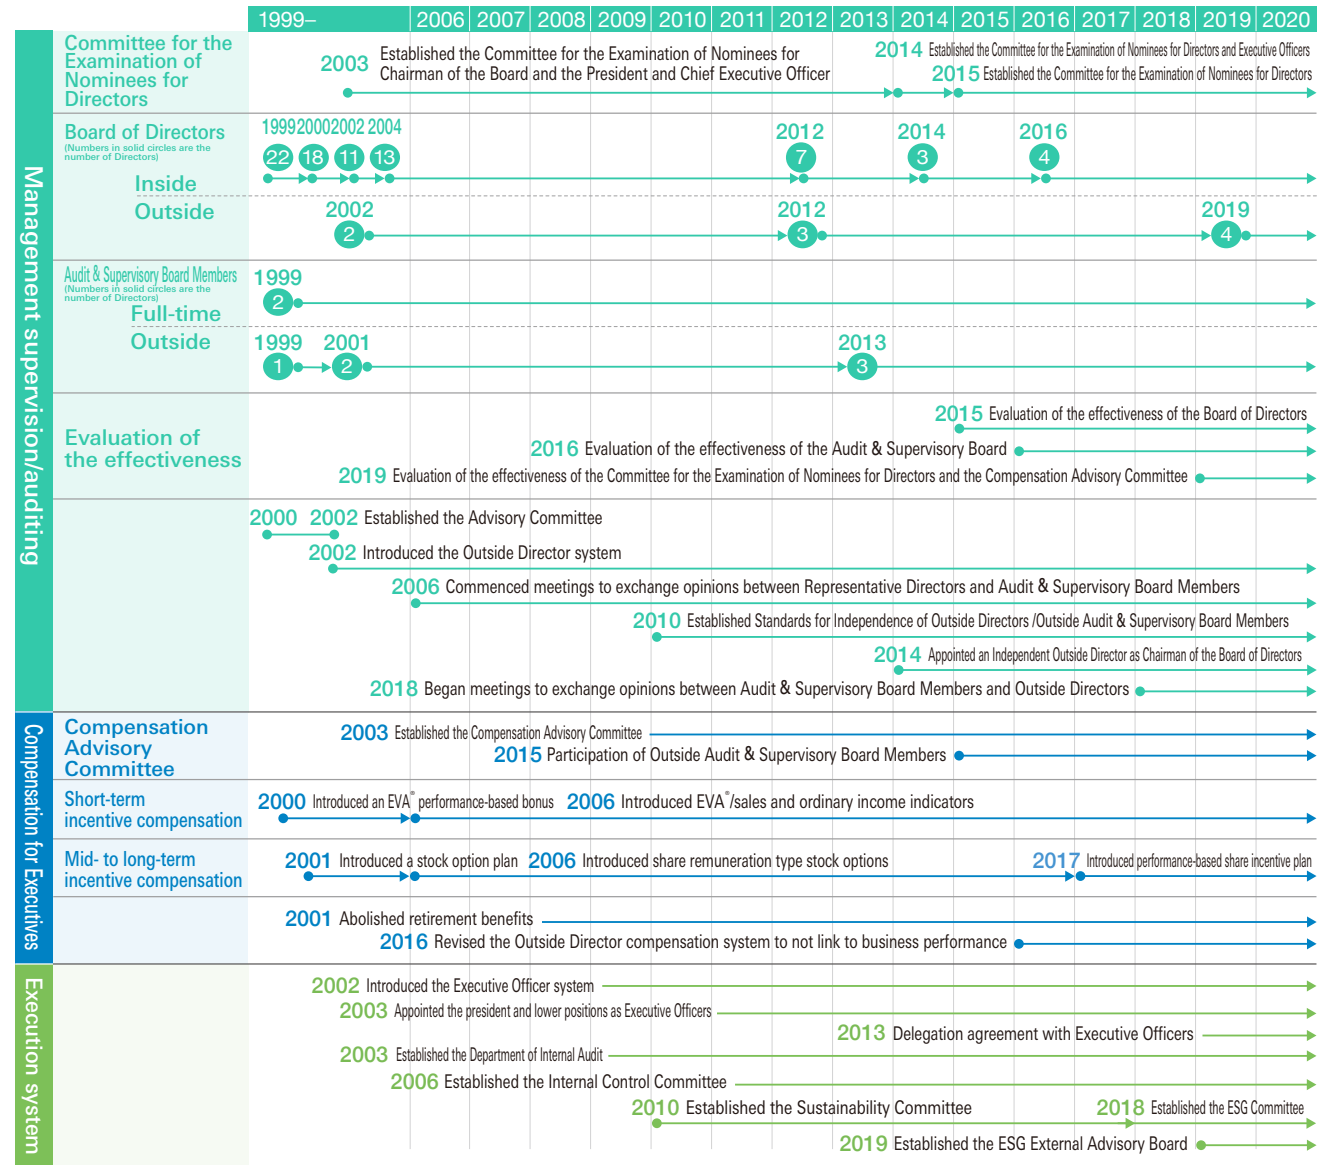 1999–
2006
2007
2008
2009
2010
2011
2012
2013
2014
2015
2016
2017
2018
2019
2020
Management supervision/auditing
Committee for the
Examination of
Nominees for
Directors
2003
Established the Committee for the Examination of Nominees for
Chairman of the Board and the President and Chief Executive Officer
2014 Established the Committee for the Examination of Nominees for Directors and Executive Officers
2015 Established the Committee for the Examination of Nominees for Directors
Board of Directors
(Numbers in solid circles are the
number of Directors)
Inside
1999 2000 2002 2004
22 18 11 13
2012
7
2014
3
2016
4
Outside
2002
2
2012
3
2019
4
Audit & Supervisory Board Members
(Numbers in solid circles are the
number of Directors)
Full-time
1999
2
Outside
1999
1
2001
2
2013
3
Evaluation of
the effectiveness
2015 Evaluation of the effectiveness of the Board of Directors
2016 Evaluation of the effectiveness of the Audit & Supervisory Board
2019 Evaluation of the effectiveness of the Committee for the Examination of Nominees for Directors and the Compensation Advisory Committee
2000 2002 Established the Advisory Committee
2002 Introduced the Outside Director system
2006 Commenced meetings to exchange opinions between Representative Directors and Audit & Supervisory Board Members
2010 Established Standards for Independence of Outside Directors /Outside Audit & Supervisory Board Members
2014 Appointed an Independent Outside Director as Chairman of the Board of Directors
2018 Began meetings to exchange opinions between Audit & Supervisory Board Members and Outside Directors
Compensation for Executives
Compensation
Advisory
Committee
2003 Established the Compensation Advisory Committee
2015 Participation of Outside Audit & Supervisory Board Members
Short-term
incentive compensation
2000 Introduced an EVA® performance-based bonus
2006 Introduced EVA®/sales and ordinary income indicators
Mid- to long-term
incentive compensation
2001 Introduced a stock option plan
2006 Introduced share remuneration type stock options
2017 Introduced performance-based share incentive plan
2001 Abolished retirement benefits
2016 Revised the Outside Director compensation system to not link to business performance
Execution system
2002 Introduced the Executive Officer system
2003 Appointed the president and lower positions as Executive Officers
2013 Delegation agreement with Executive Officers
2003 Established the Department of Internal Audit
2006 Established the Internal Control Committee
2010 Established the Sustainability Committee
2018 Established the ESG Committee
2019 Established the ESG External Advisory Board